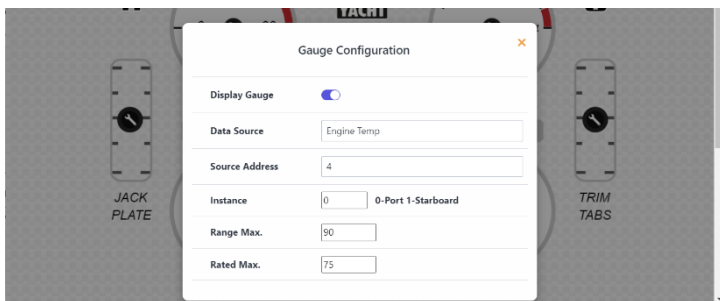 YACHT
Gauge Configuration
×
Display Gauge
Data Source
Engine Temp
Source Address
4
Instance
0
0-Port 1-Starboard
Range Max.
90
Rated Max.
75
JACK
PLATE
TRIM
TABS